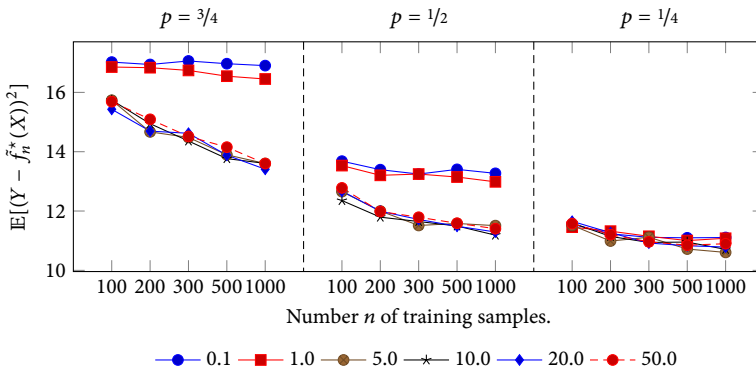 p = 3/4 p = 1/2 p = 1/4
𝔼[(Y − f̃ₙ⋆(X))²]
16
14
12
10
100 200 300 500 1000 100 200 300 500 1000 100 200 300 500 1000
Number n of training samples.
0.1 1.0 5.0 10.0 20.0 50.0